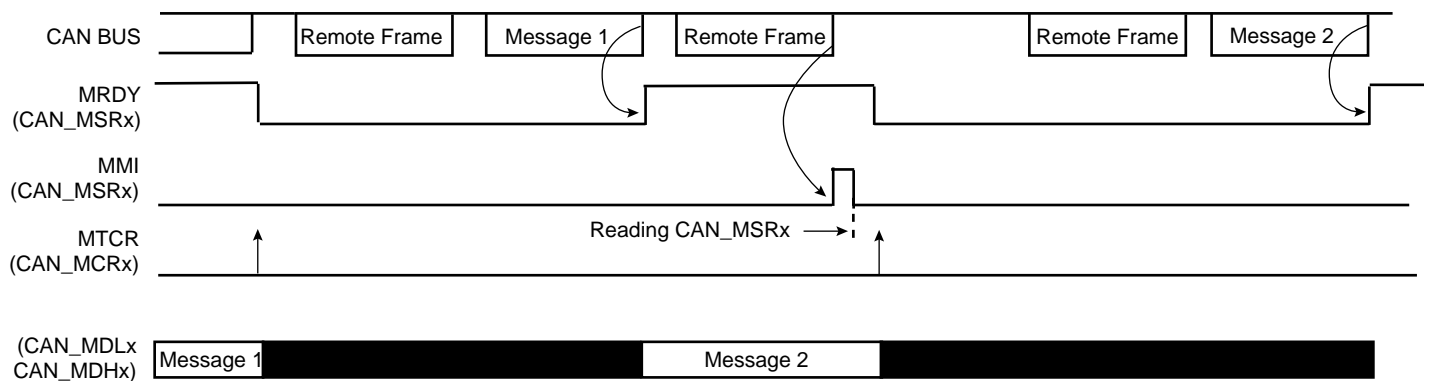 CAN BUS
Remote Frame
Message 1
Remote Frame
Remote Frame
Message 2
MRDY
(CAN_MSRx)
MMI
(CAN_MSRx)
Reading CAN_MSRx
MTCR
(CAN_MCRx)
(CAN_MDLx
CAN_MDHx)
Message 1
Message 2